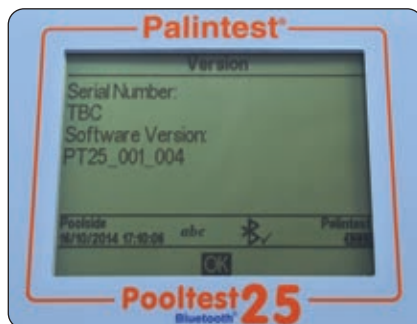 Palintest®
Version
Serial Number:
TBC
Software Version:
PT25_001_004
Poolside
16/10/2014 17:10:06
abc
Palintest
OK
Pooltest 25
Bluetooth®